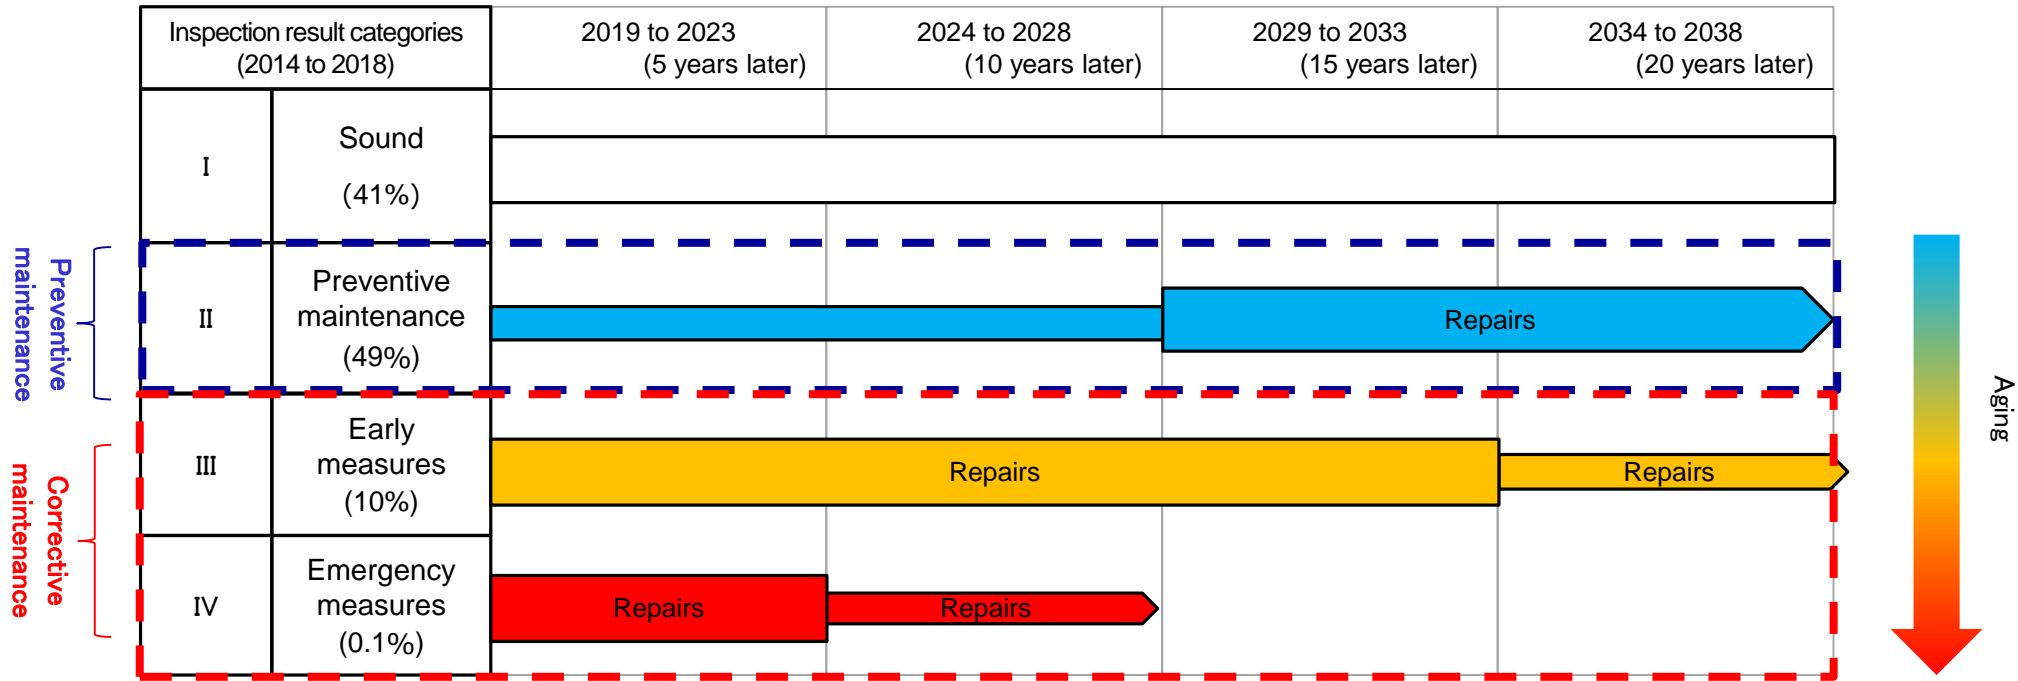 Inspection result categories
(2014 to 2018)
2019 to 2023
(5 years later)
2024 to 2028
(10 years later)
2029 to 2033
(15 years later)
2034 to 2038
(20 years later)
I
Sound
(41%)
Preventive
maintenance
II
Preventive
maintenance
(49%)
Repairs
Corrective
maintenance
III
Early
measures
(10%)
Repairs
Repairs
IV
Emergency
measures
(0.1%)
Repairs
Repairs
Aging